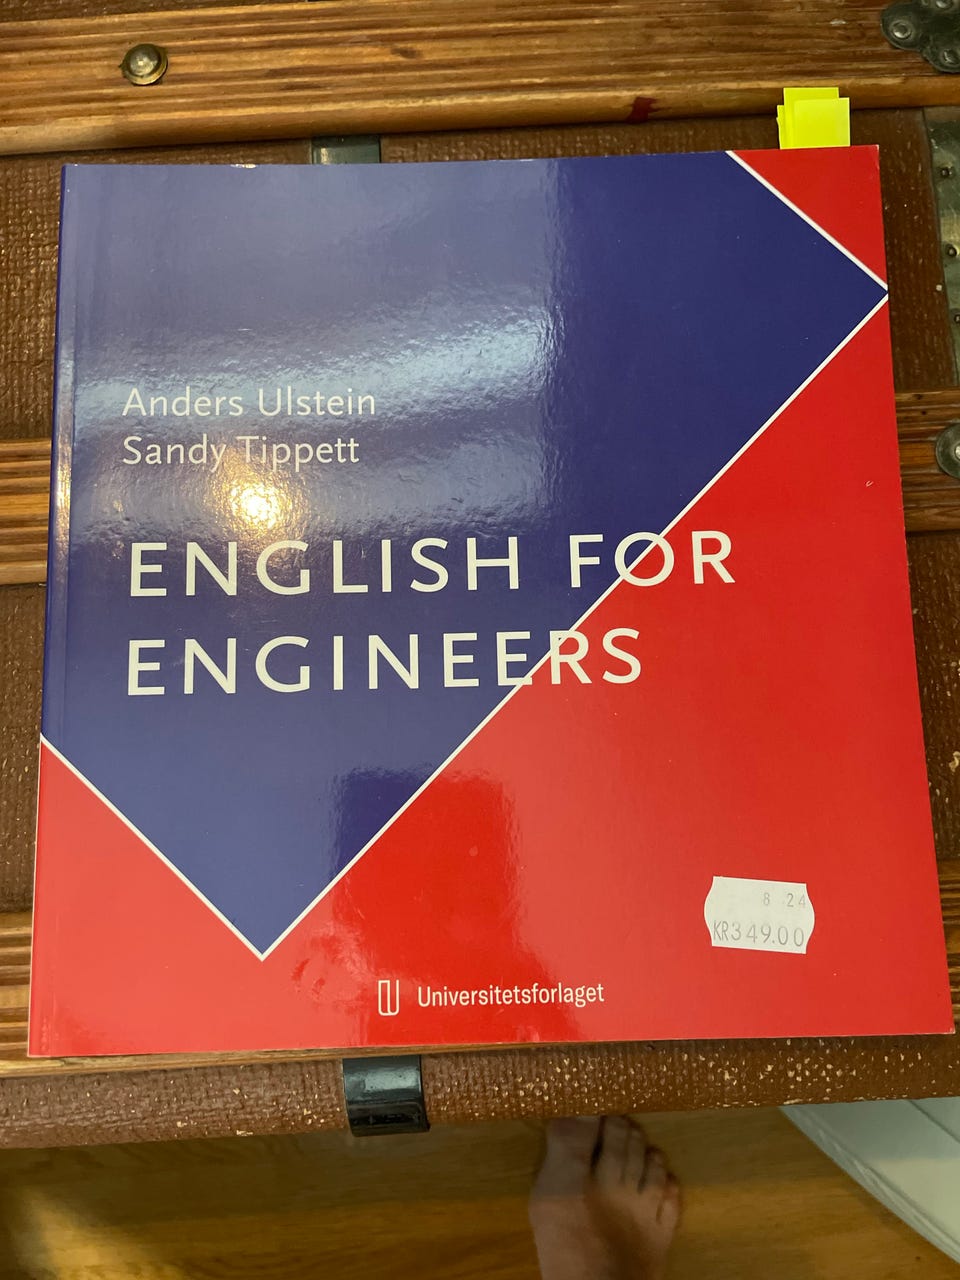 Anders Ulstein
Sandy Tippett
ENGLISH FOR
ENGINEERS
8 24
KR349.00
Universitetsforlaget